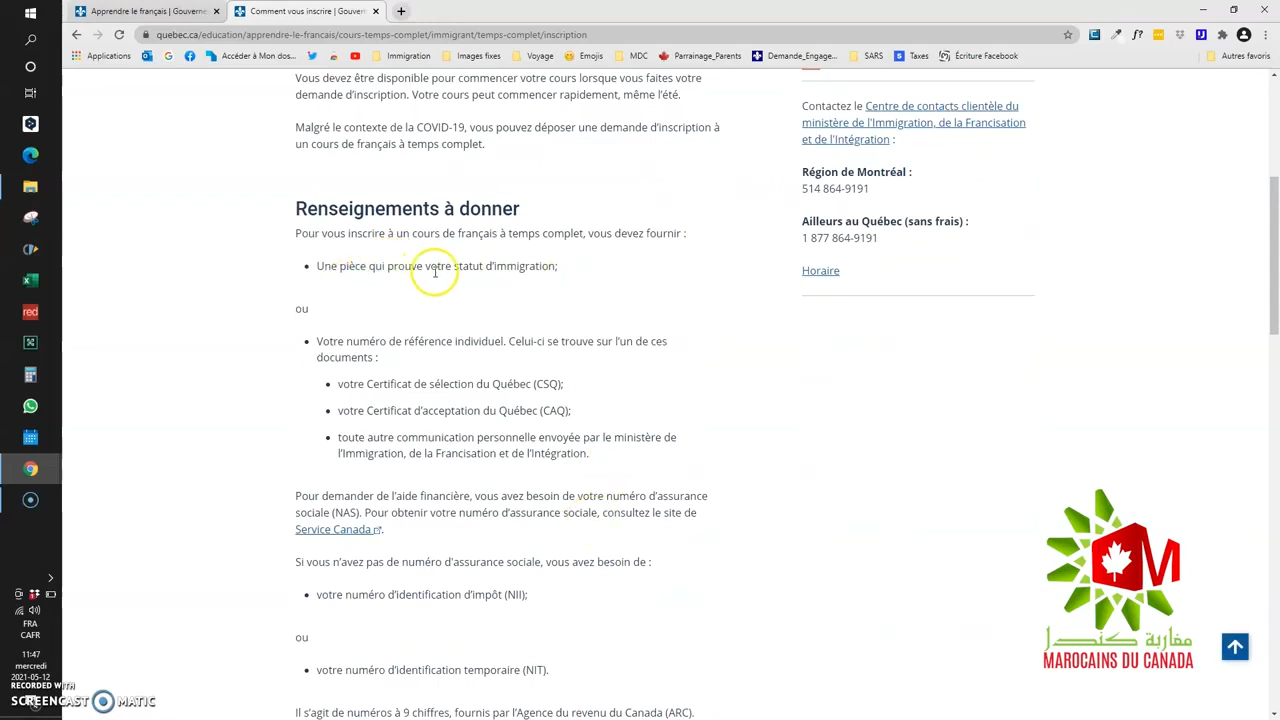 Apprendre le français | Gouverne
Comment vous inscrire | Gouver
quebec.ca/education/apprendre-le-francais/cours-temps-complet/immigrant/temps-complet/inscription
Applications
Accéder à Mon dos...
Immigration
Images fixes
Voyage
Emojis
MDC
Parrainage_Parents
Demande_Engage...
SARS
Taxes
Écriture Facebook
Autres favoris
Vous devez être disponible pour commencer votre cours lorsque vous faites votre
demande d'inscription. Votre cours peut commencer rapidement, même l'été.
Malgré le contexte de la COVID-19, vous pouvez déposer une demande d'inscription à
un cours de français à temps complet.
Renseignements à donner
Pour vous inscrire à un cours de français à temps complet, vous devez fournir :
• Une pièce qui prouve votre statut d'immigration;
ou
• Votre numéro de référence individuel. Celui-ci se trouve sur l'un de ces
documents :
• votre Certificat de sélection du Québec (CSQ);
• votre Certificat d'acceptation du Québec (CAQ);
• toute autre communication personnelle envoyée par le ministère de
l'Immigration, de la Francisation et de l'Intégration.
Pour demander de l'aide financière, vous avez besoin de votre numéro d'assurance
sociale (NAS). Pour obtenir votre numéro d'assurance sociale, consultez le site de
Service Canada.
Si vous n'avez pas de numéro d'assurance sociale, vous avez besoin de :
• votre numéro d'identification d'impôt (NII);
ou
• votre numéro d'identification temporaire (NIT).
Il s'agit de numéros à 9 chiffres, fournis par l'Agence du revenu du Canada (ARC).
Contactez le Centre de contacts clientèle du
ministère de l'Immigration, de la Francisation
et de l'Intégration :
Région de Montréal :
514 864-9191
Ailleurs au Québec (sans frais) :
1 877 864-9191
Horaire
red
FRA
CAFR
11:47
mercredi
2021-05-12
RECORDED WITH
SCREENCAST MATIC
M
مغاربة كندا
MAROCAINS DU CANADA